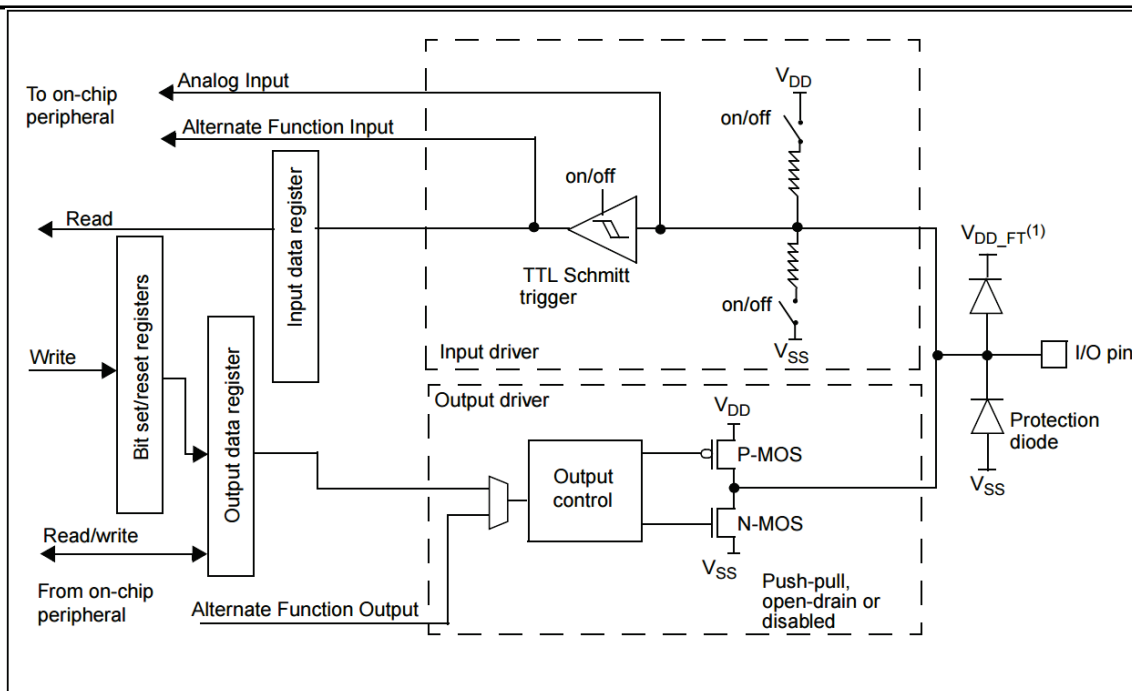 Analog Input
To on-chip
peripheral
Alternate Function Input
Read
Input data register
on/off
TTL Schmitt
trigger
VDD
on/off
on/off
VSS
Input driver
VDD_FT(1)
I/O pin
Protection
diode
VSS
Write
Bit set/reset registers
Output data register
Read/write
From on-chip
peripheral
Alternate Function Output
Output driver
Output
control
VDD
P-MOS
N-MOS
VSS
Push-pull,
open-drain or
disabled